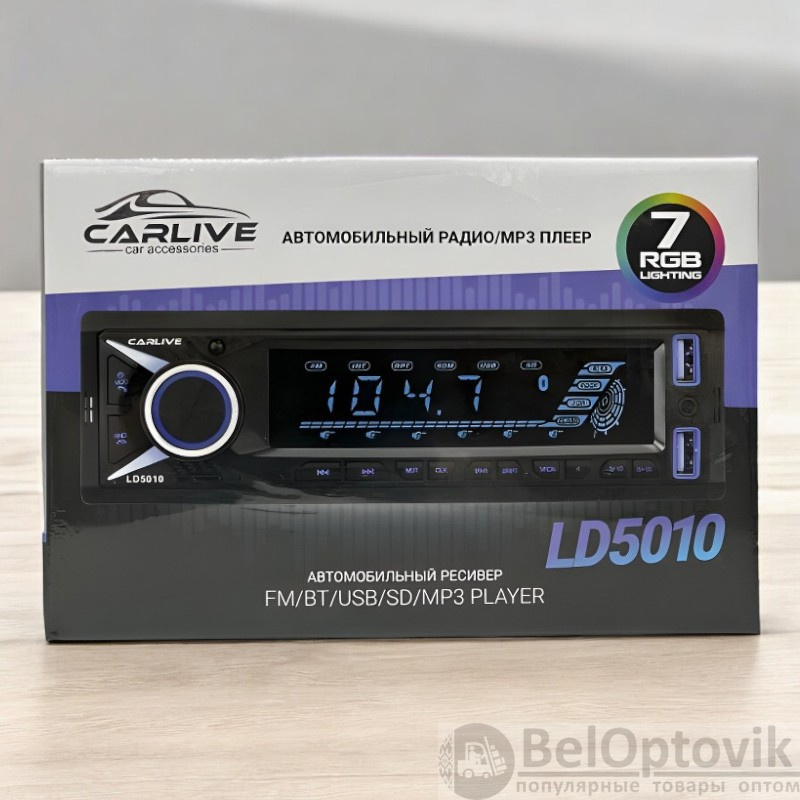 CARLIVE
car accessories
АВТОМОБИЛЬНЫЙ РАДИО/MP3 ПЛЕЕР
7
RGB
LIGHTING
CARLIVE
104.7
LD5010
LD5010
АВТОМОБИЛЬНЫЙ РЕСИВЕР
FM/BT/USB/SD/MP3 PLAYER
BelOptovik
популярные товары оптом